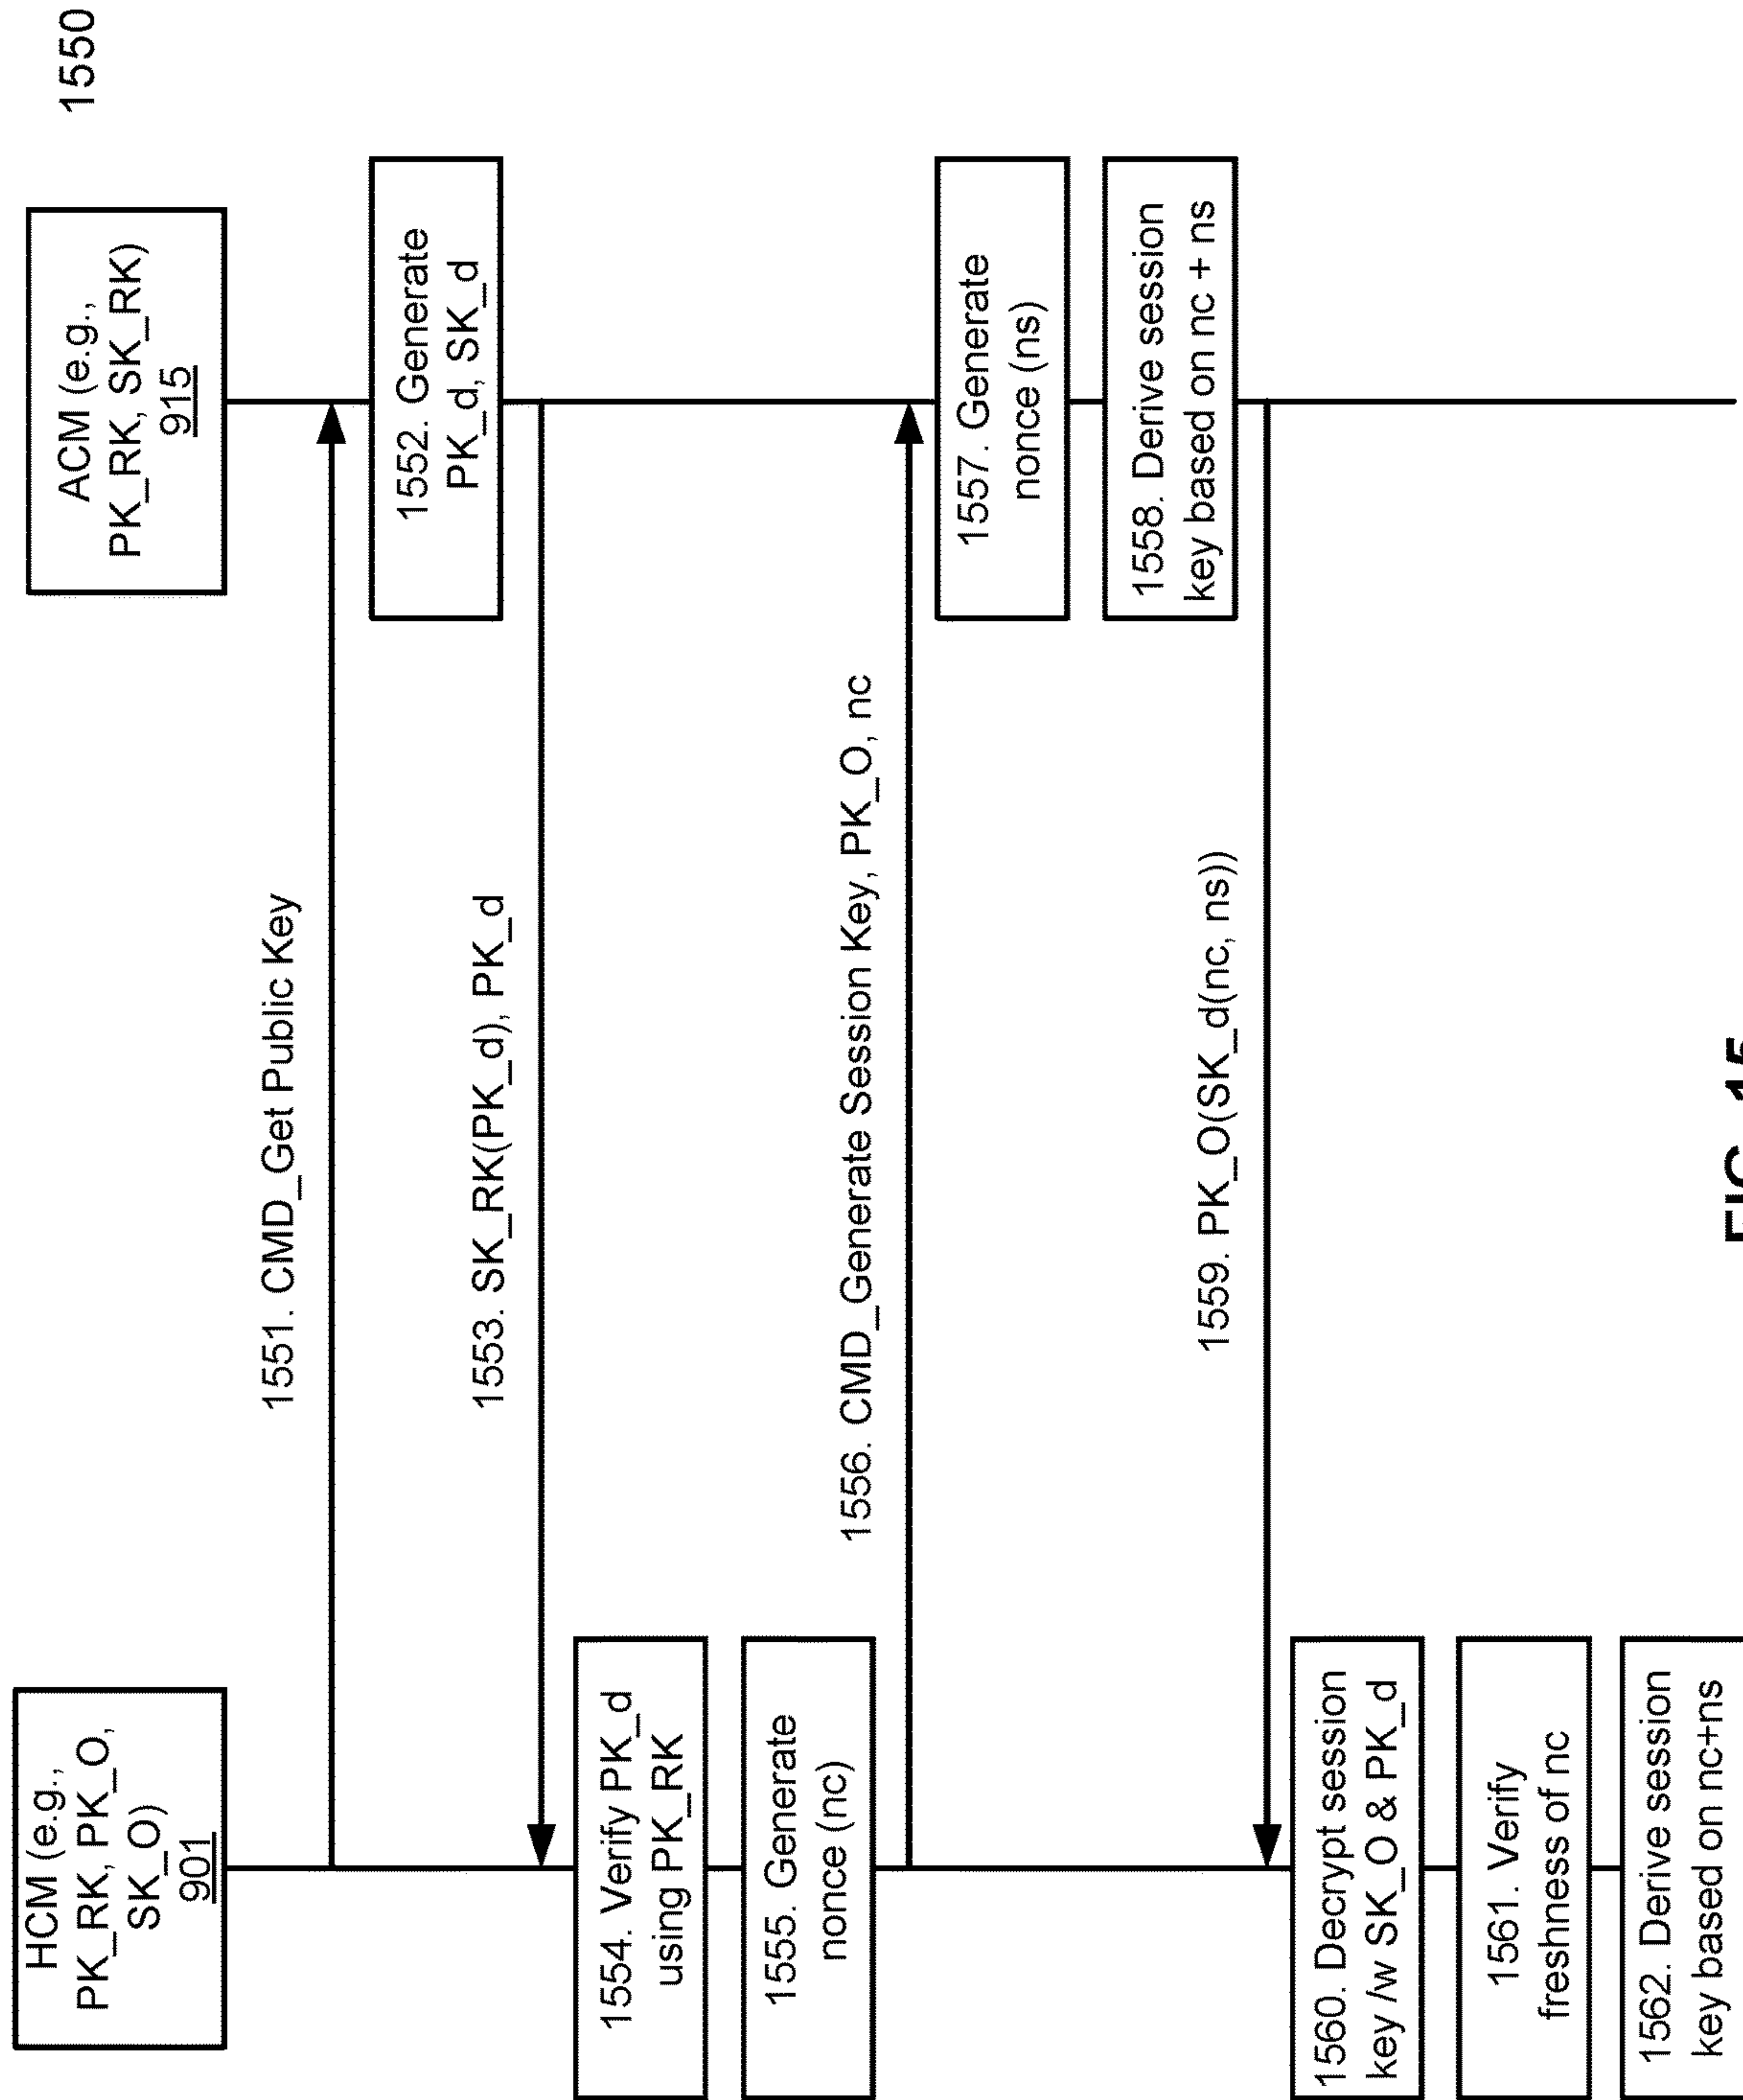 1550
HCM (e.g.,
PK_RK, PK_O,
SK_O)
901
ACM (e.g.,
PK_RK, SK_RK)
915
1551. CMD_Get Public Key
1552. Generate
PK_d, SK_d
1553. SK_RK(PK_d), PK_d
1554. Verify PK_d
using PK_RK
1555. Generate
nonce (nc)
1556. CMD_Generate Session Key, PK_O, nc
1557. Generate
nonce (ns)
1558. Derive session
key based on nc + ns
1559. PK_O(SK_d(nc, ns))
1560. Decrypt session
key /w SK_O & PK_d
1561. Verify
freshness of nc
1562. Derive session
key based on nc+ns
FIG. 15